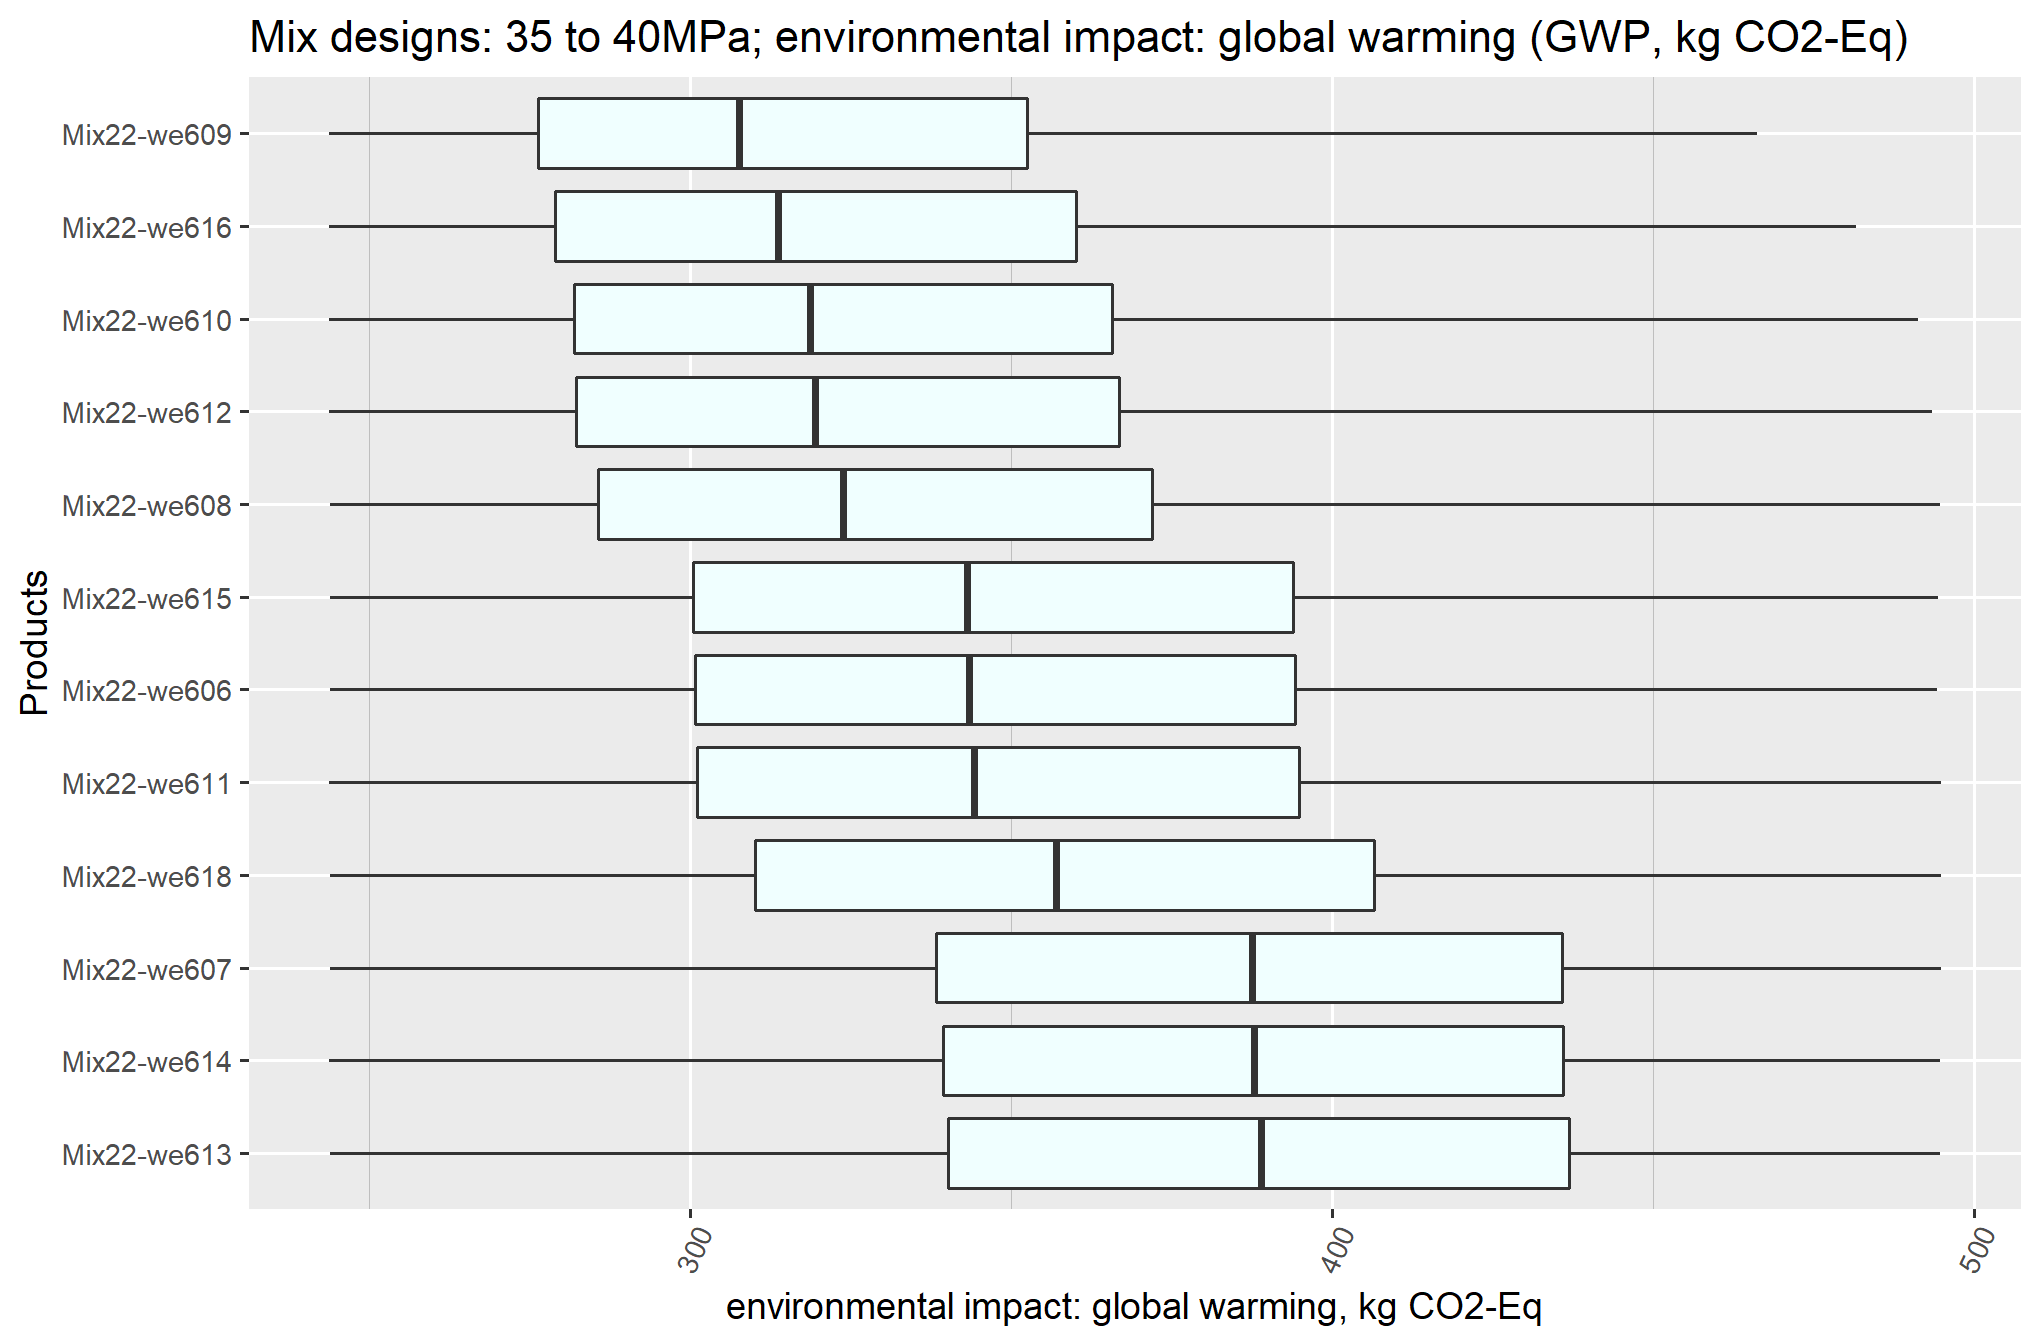 Mix designs: 35 to 40MPa; environmental impact: global warming (GWP, kg CO2-Eq)
Products
Mix22-we609
Mix22-we616
Mix22-we610
Mix22-we612
Mix22-we608
Mix22-we615
Mix22-we606
Mix22-we611
Mix22-we618
Mix22-we607
Mix22-we614
Mix22-we613
300
400
500
environmental impact: global warming, kg CO2-Eq